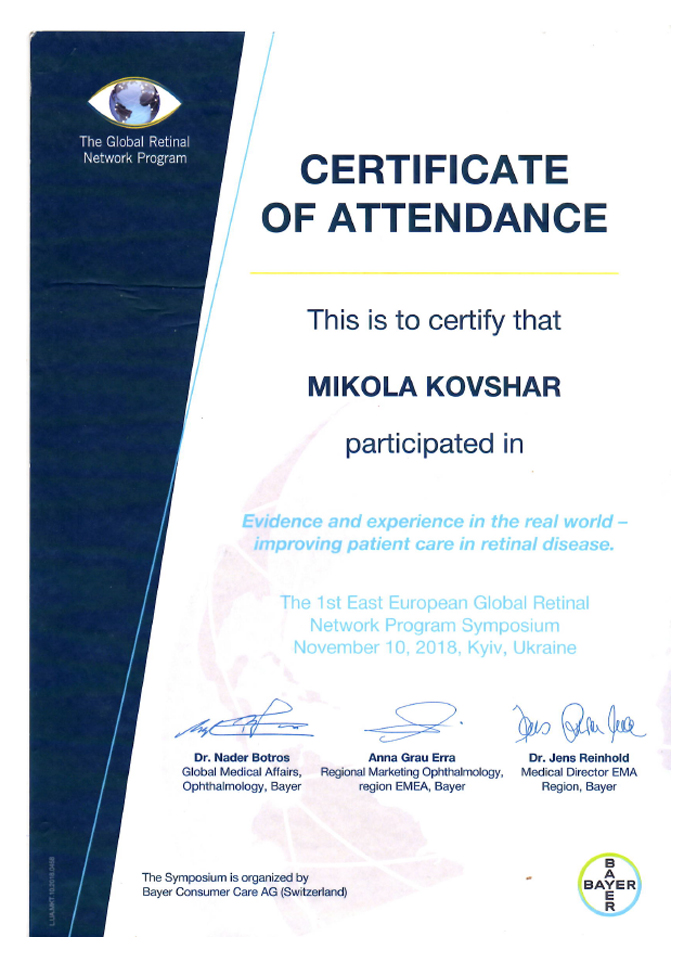 The Global Retinal
Network Program
CERTIFICATE
OF ATTENDANCE
This is to certify that
MIKOLA KOVSHAR
participated in
Evidence and experience in the real world –
improving patient care in retinal disease.
The 1st East European Global Retinal
Network Program Symposium
November 10, 2018, Kyiv, Ukraine
Dr. Nader Botros
Global Medical Affairs,
Ophthalmology, Bayer
Anna Grau Erra
Regional Marketing Ophthalmology,
region EMEA, Bayer
Dr. Jens Reinhold
Medical Director EMA
Region, Bayer
The Symposium is organized by
Bayer Consumer Care AG (Switzerland)
BAYER
BAYER